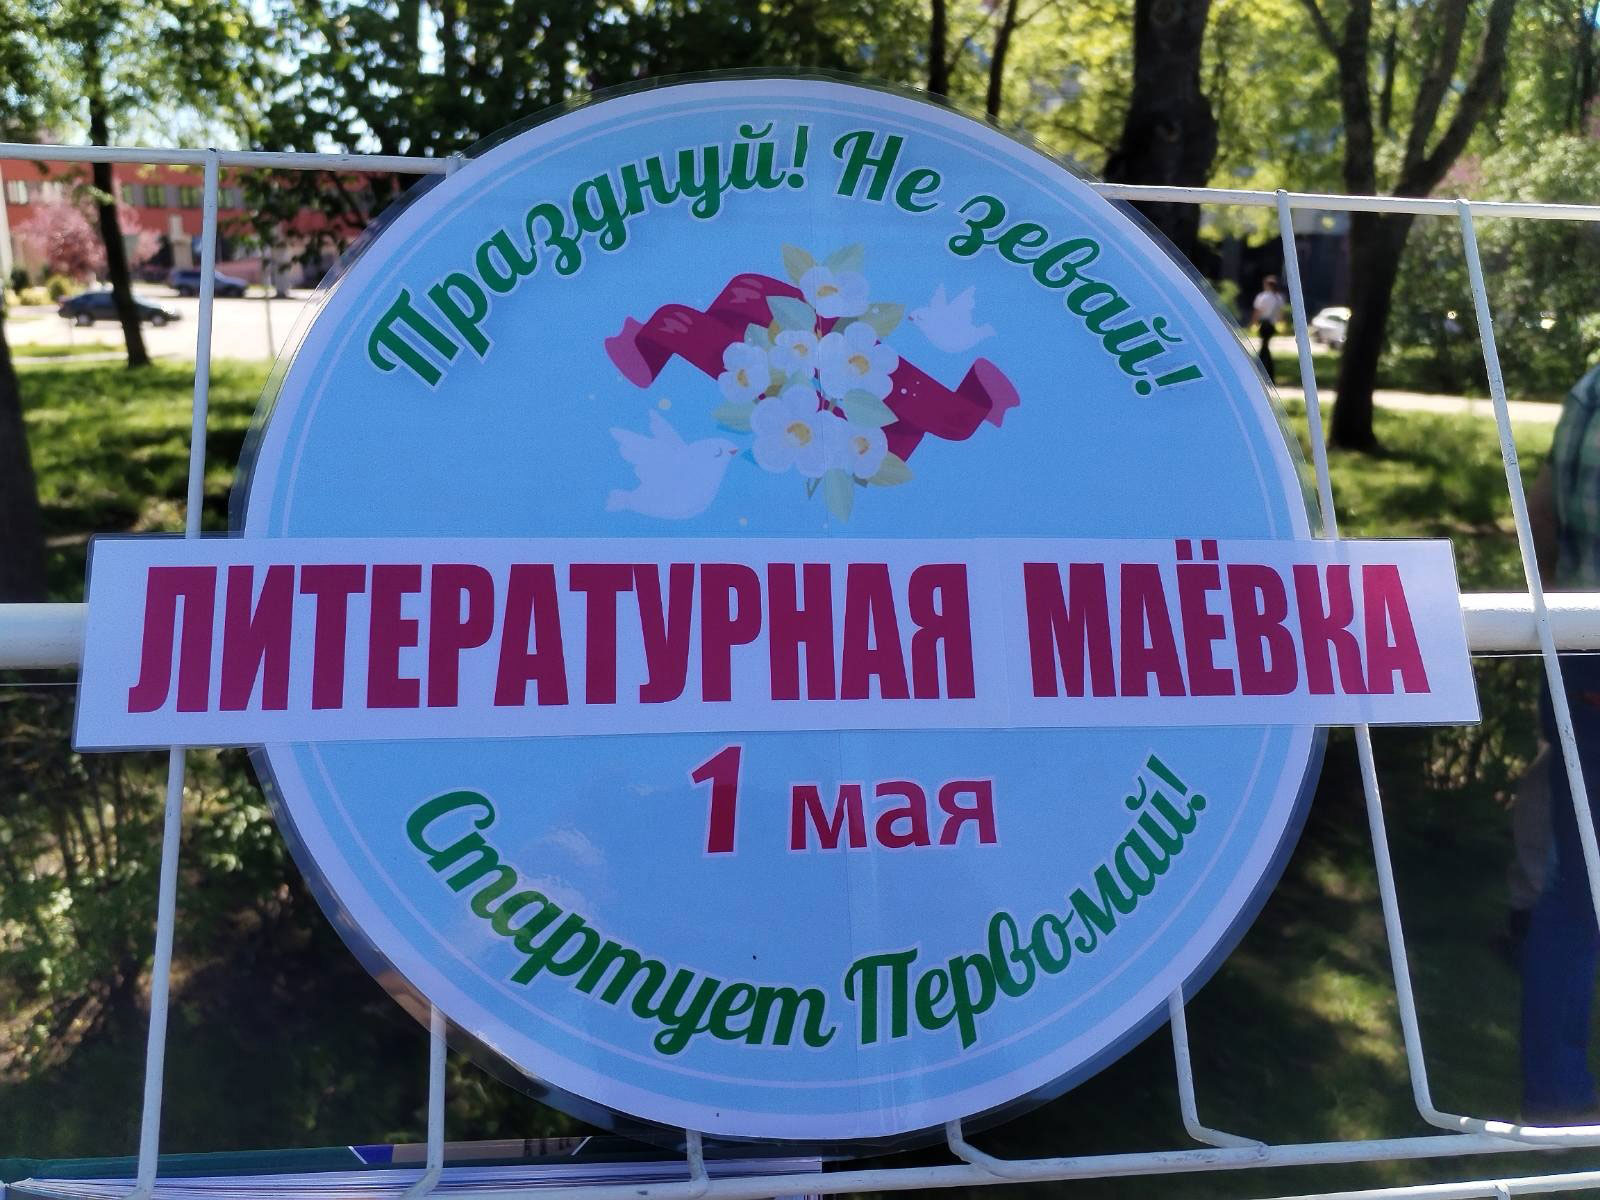 Празднуй! Не зевай!
ЛИТЕРАТУРНАЯ МАЁВКА
1 мая
Стартует Первомай!